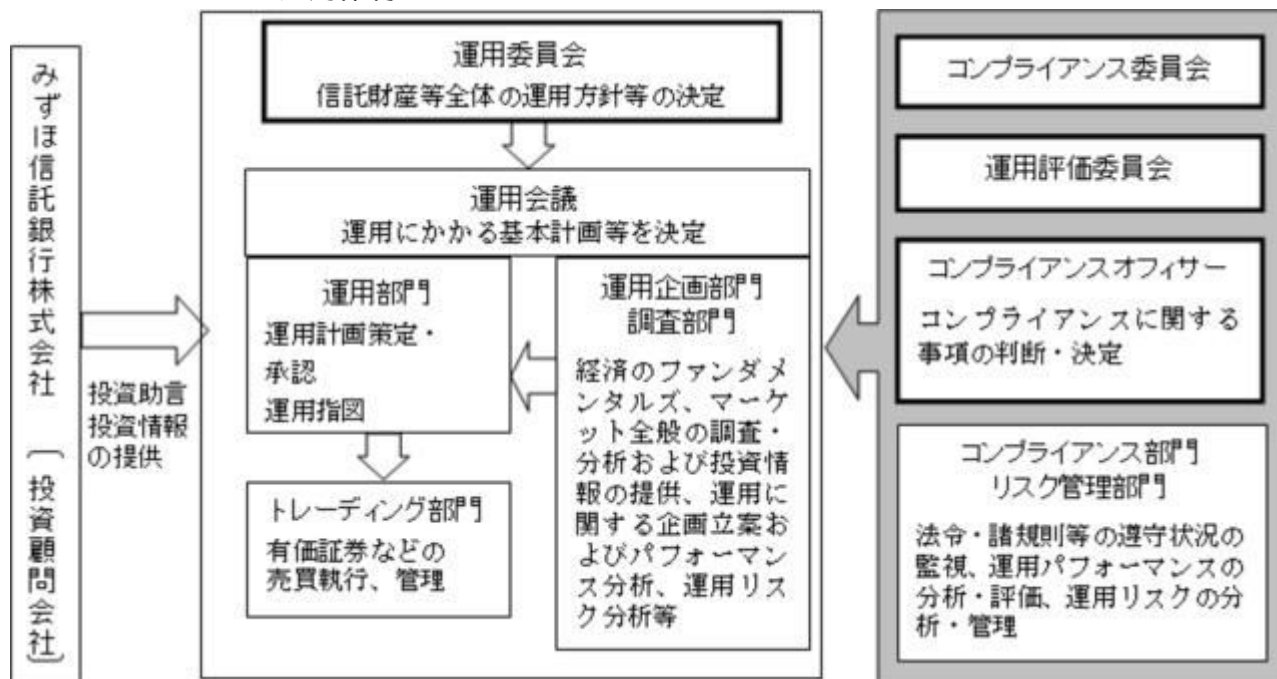 みずほ信託銀行株式会社〔投資顧問会社〕
投資助言
投資情報
の提供
運用委員会
信託財産等全体の運用方針等の決定
運用会議
運用にかかる基本計画等を決定
運用部門
運用計画策定・
承認
運用指図
運用企画部門
調査部門
経済のファンダメ
ンタルズ、マーケ
ット全般の調査・
分析および投資情
報の提供、運用に
関する企画立案お
よびパフォーマン
ス分析、運用リス
ク分析等
トレーディング部門
有価証券などの
売買執行、管理
コンプライアンス委員会
運用評価委員会
コンプライアンスオフィサー
コンプライアンスに関する
事項の判断・決定
コンプライアンス部門
リスク管理部門
法令・諸規則等の遵守状況の
監視、運用パフォーマンスの
分析・評価、運用リスクの分
析・管理